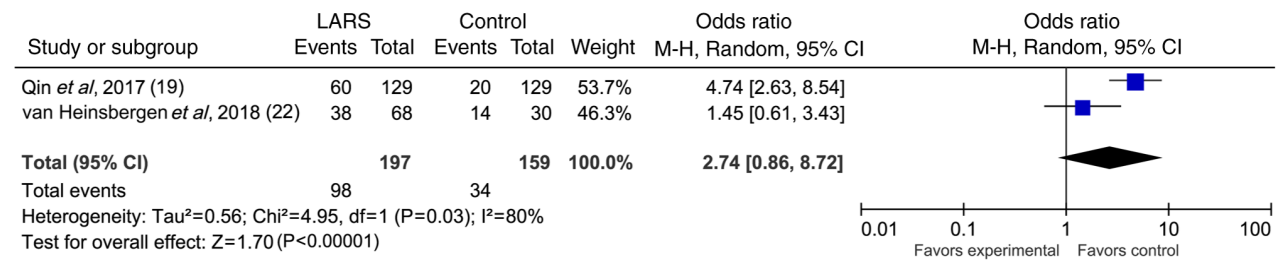 LARS Control Odds ratio Odds ratio
Study or subgroup Events Total Events Total Weight M-H, Random, 95% CI M-H, Random, 95% CI
Qin et al, 2017 (19) 60 129 20 129 53.7% 4.74 [2.63, 8.54]
van Heinsbergen et al, 2018 (22) 38 68 14 30 46.3% 1.45 [0.61, 3.43]
Total (95% CI) 197 159 100.0% 2.74 [0.86, 8.72]
Total events 98 34
Heterogeneity: Tau²=0.56; Chi²=4.95, df=1 (P=0.03); I²=80%
Test for overall effect: Z=1.70 (P<0.00001)
0.01 0.1 1 10 100
Favors experimental Favors control